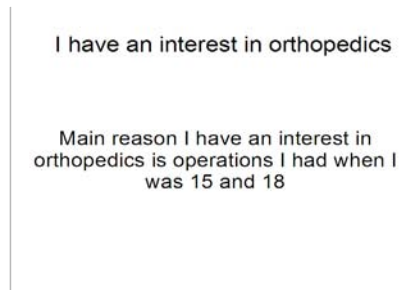 I have an interest in orthopedics
Main reason I have an interest in
orthopedics is operations I had when I
was 15 and 18